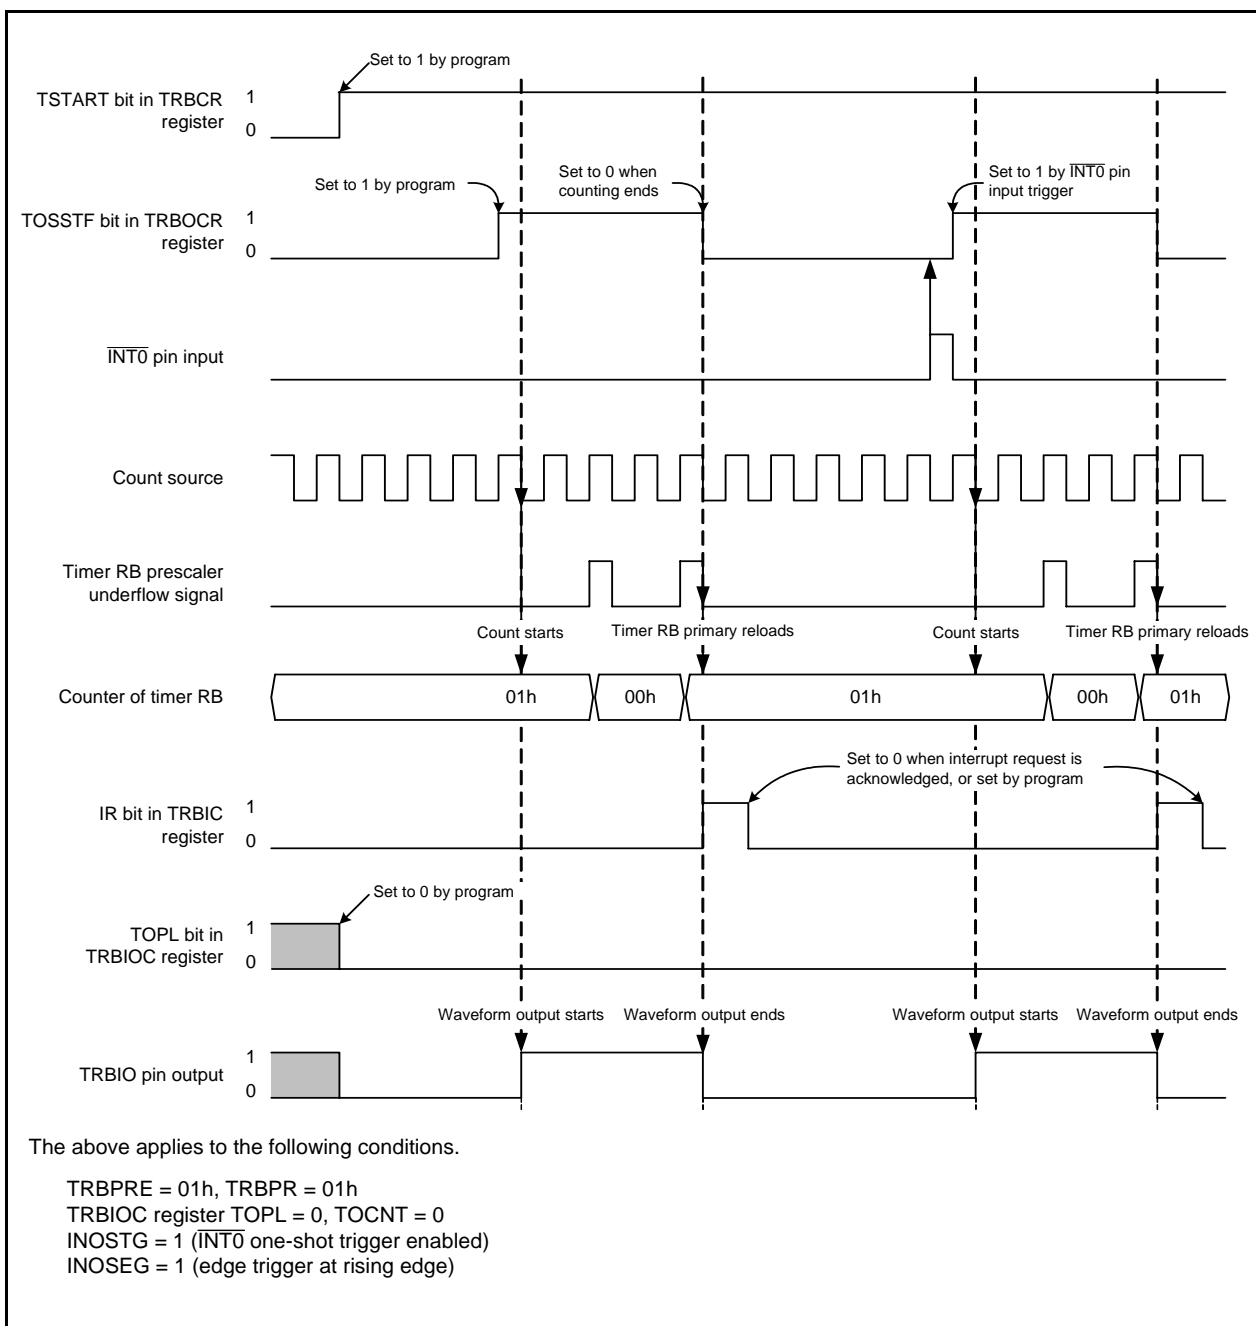 Set to 1 by program
TSTART bit in TRBCR
register
1
0
Set to 1 by program
Set to 0 when
counting ends
Set to 1 by INT0 pin
input trigger
TOSSTF bit in TRBOCR
register
1
0
INT0 pin input
Count source
Timer RB prescaler
underflow signal
Count starts
Timer RB primary reloads
Count starts
Timer RB primary reloads
Counter of timer RB
01h
00h
01h
00h
01h
Set to 0 when interrupt request is
acknowledged, or set by program
IR bit in TRBIC
register
1
0
Set to 0 by program
TOPL bit in
TRBIOC register
1
0
Waveform output starts
Waveform output ends
Waveform output starts
Waveform output ends
TRBIO pin output
1
0
The above applies to the following conditions.
TRBPRE = 01h, TRBPR = 01h
TRBIOC register TOPL = 0, TOCNT = 0
INOSTG = 1 (INT0 one-shot trigger enabled)
INOSEG = 1 (edge trigger at rising edge)